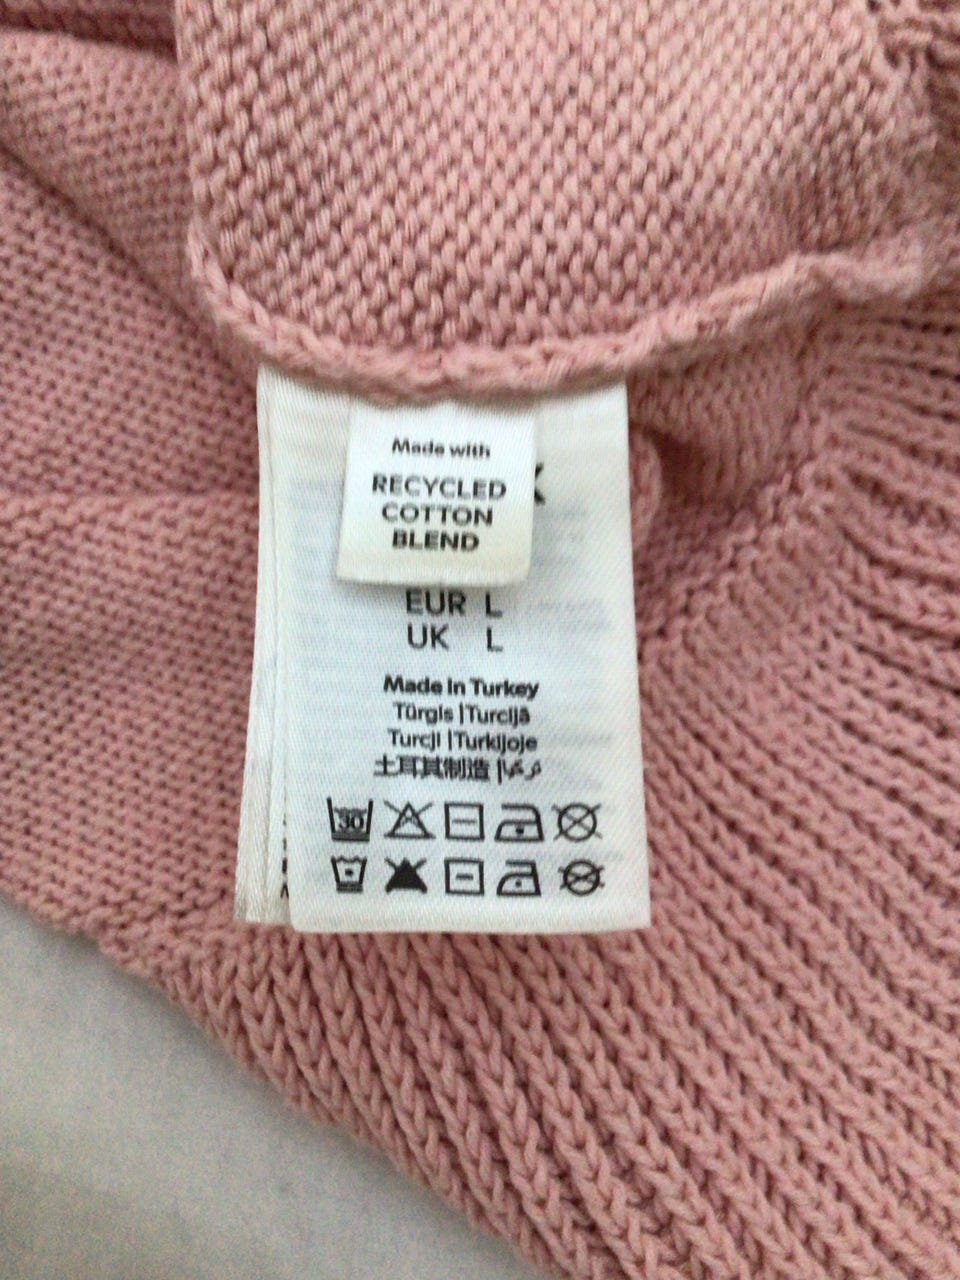 Made with
RECYCLED
COTTON
BLEND
EUR L
UK L
Made in Turkey
Türgis | Turcijā
Turcji | Turkijoje
土耳其制造 |
30